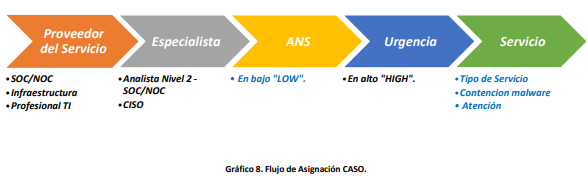 Proveedor
del Servicio
Especialista
ANS
Urgencia
Servicio
•SOC/NOC
•Infraestructura
•Profesional TI
•Analista Nivel 2 -
SOC/NOC
•CISO
• En bajo "LOW".
•En alto "HIGH".
•Tipo de Servicio
•Contencion malware
• Atención
Gráfico 8. Flujo de Asignación CASO.